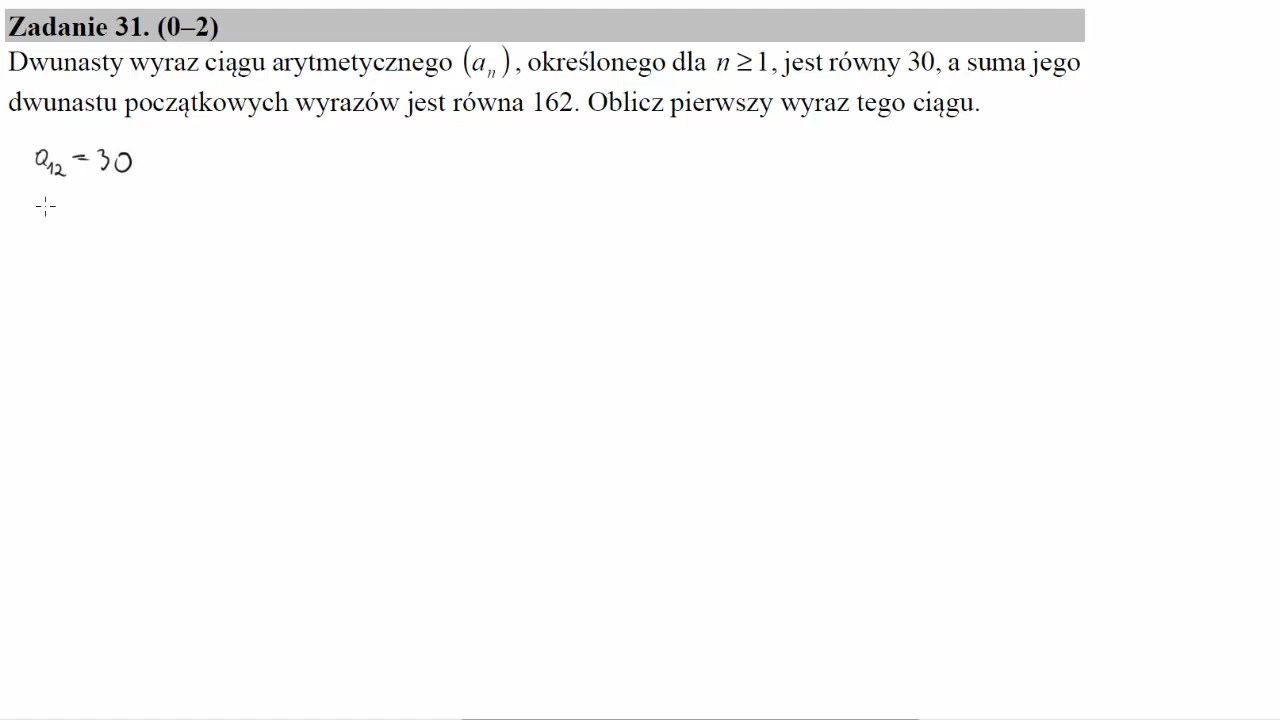 Zadanie 31. (0–2)
Dwunasty wyraz ciągu arytmetycznego (aₙ), określonego dla n ≥ 1, jest równy 30, a suma jego
dwunastu początkowych wyrazów jest równa 162. Oblicz pierwszy wyraz tego ciągu.
a₁₂ = 30